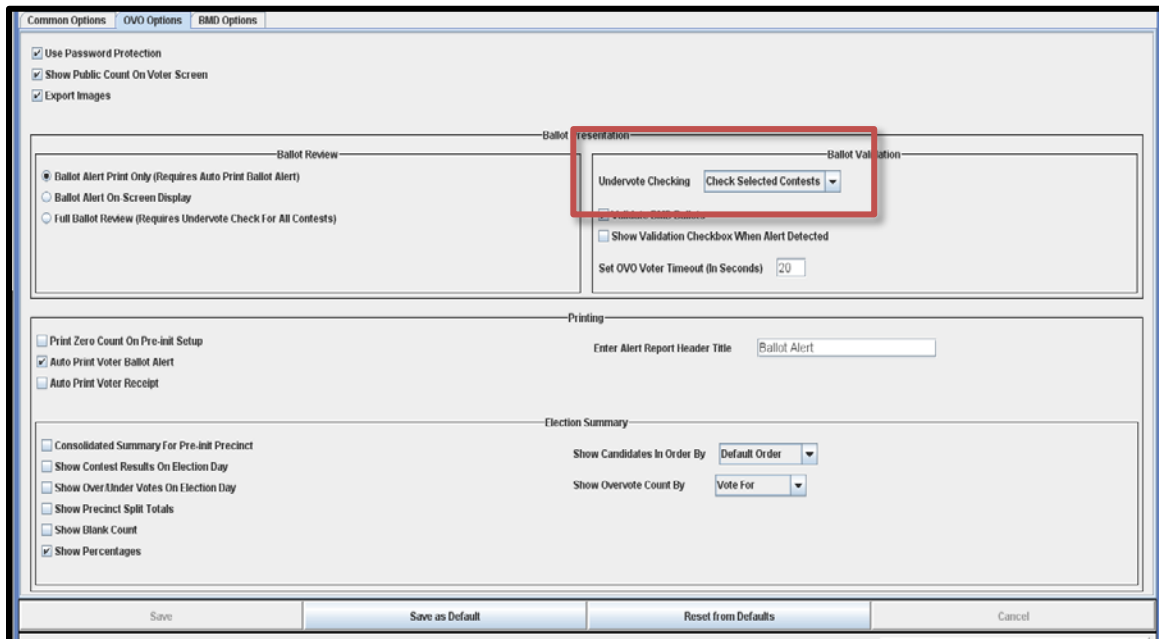 Common Options OVO Options BMD Options
Use Password Protection
Show Public Count On Voter Screen
Export Images
Ballot Presentation
Ballot Review
Ballot Alert Print Only (Requires Auto Print Ballot Alert)
Ballot Alert On-Screen Display
Full Ballot Review (Requires Undervote Check For All Contests)
Ballot Validation
Undervote Checking Check Selected Contests
Validate BMD Ballots
Show Validation Checkbox When Alert Detected
Set OVO Voter Timeout (In Seconds) 20
Printing
Print Zero Count On Pre-init Setup
Auto Print Voter Ballot Alert
Auto Print Voter Receipt
Enter Alert Report Header Title Ballot Alert
Election Summary
Consolidated Summary For Pre-init Precinct
Show Contest Results On Election Day
Show Over/Under Votes On Election Day
Show Precinct Split Totals
Show Blank Count
Show Percentages
Show Candidates In Order By Default Order
Show Overvote Count By Vote For
Save Save as Default Reset from Defaults Cancel